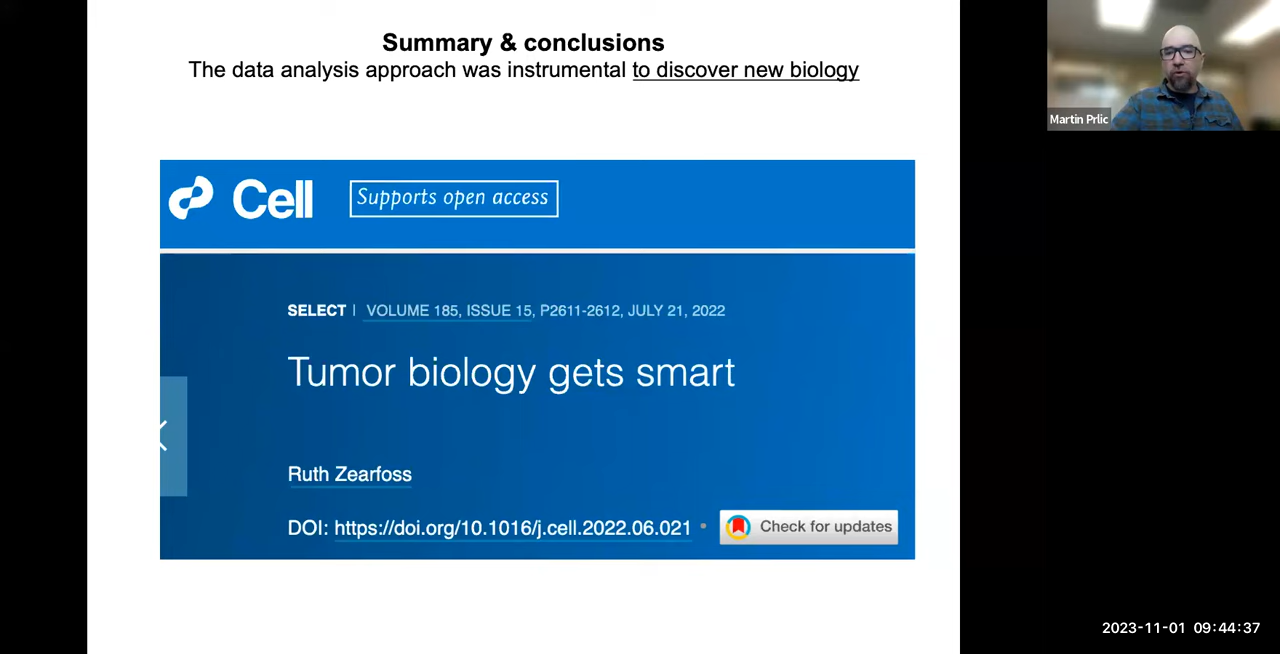 Summary & conclusions
The data analysis approach was instrumental to discover new biology
Martin Prlic
Cell
Supports open access
SELECT | VOLUME 185, ISSUE 15, P2611-2612, JULY 21, 2022
Tumor biology gets smart
Ruth Zearfoss
DOI: https://doi.org/10.1016/j.cell.2022.06.021 •
Check for updates
2023-11-01 09:44:37